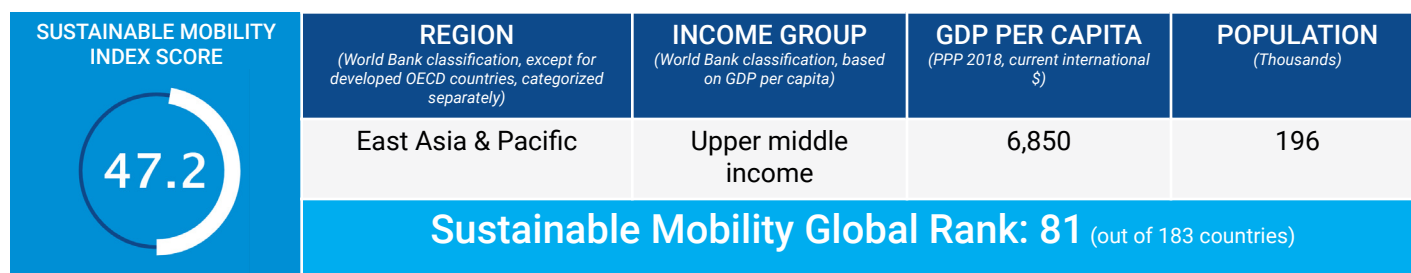 SUSTAINABLE MOBILITY
INDEX SCORE
47.2
REGION
(World Bank classification, except for
developed OECD countries, categorized
separately)
INCOME GROUP
(World Bank classification, based
on GDP per capita)
GDP PER CAPITA
(PPP 2018, current international
$)
POPULATION
(Thousands)
East Asia & Pacific
Upper middle
income
6,850
196
Sustainable Mobility Global Rank: 81 (out of 183 countries)